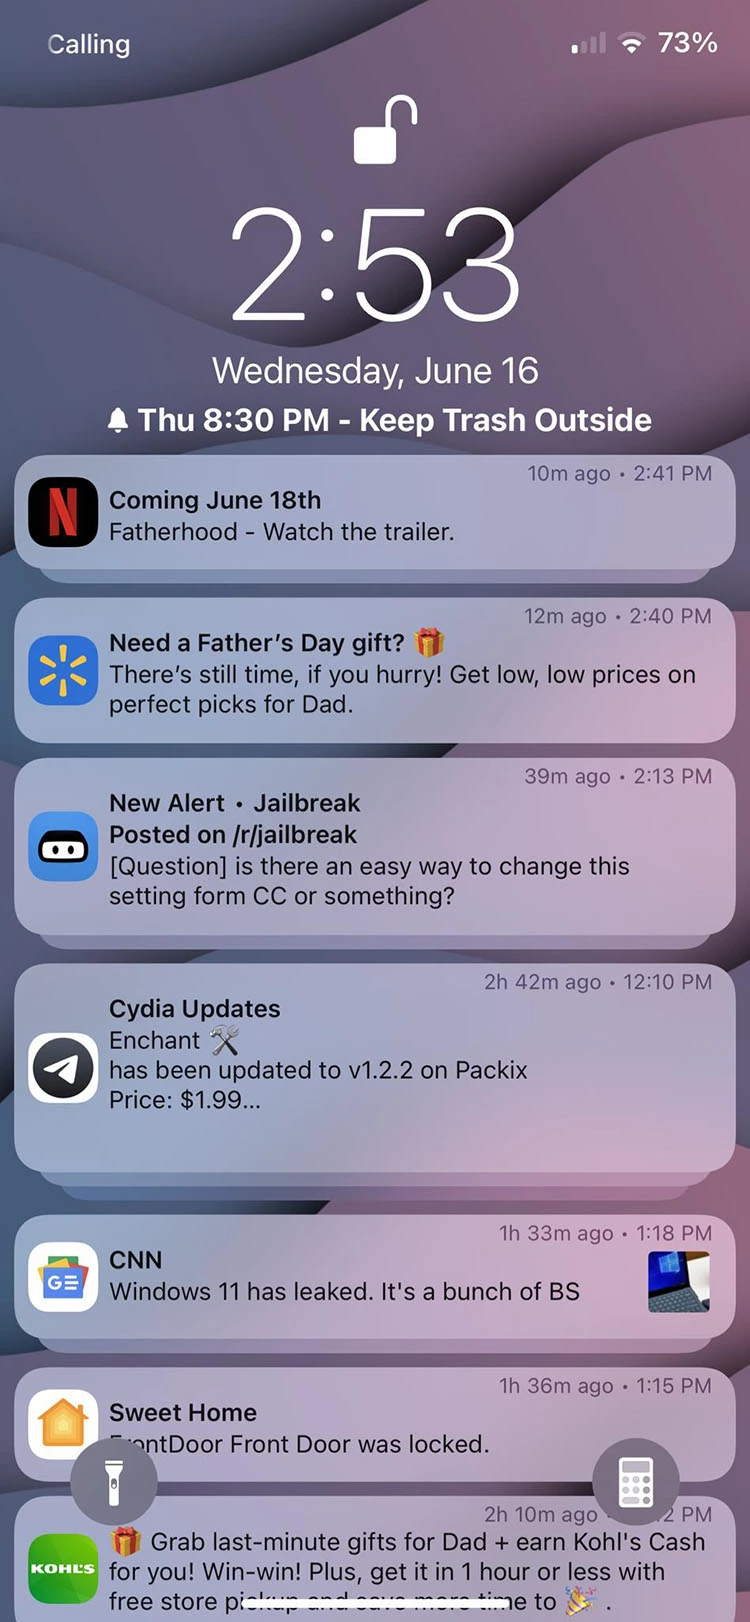 Calling
73%
2:53
Wednesday, June 16
Thu 8:30 PM - Keep Trash Outside
10m ago • 2:41 PM
Coming June 18th
Fatherhood - Watch the trailer.
12m ago • 2:40 PM
Need a Father's Day gift? 🎁
There's still time, if you hurry! Get low, low prices on
perfect picks for Dad.
39m ago • 2:13 PM
New Alert • Jailbreak
Posted on /r/jailbreak
[Question] is there an easy way to change this
setting form CC or something?
2h 42m ago • 12:10 PM
Cydia Updates
Enchant 🛠
has been updated to v1.2.2 on Packix
Price: $1.99...
1h 33m ago • 1:18 PM
CNN
GE
Windows 11 has leaked. It's a bunch of BS
1h 36m ago • 1:15 PM
Sweet Home
FrontDoor Front Door was locked.
2h 10m ago 2 PM
🎁 Grab last-minute gifts for Dad + earn Kohl's Cash
KOHL'S
for you! Win-win! Plus, get it in 1 hour or less with
free store pickup and save more time to 🎉 .